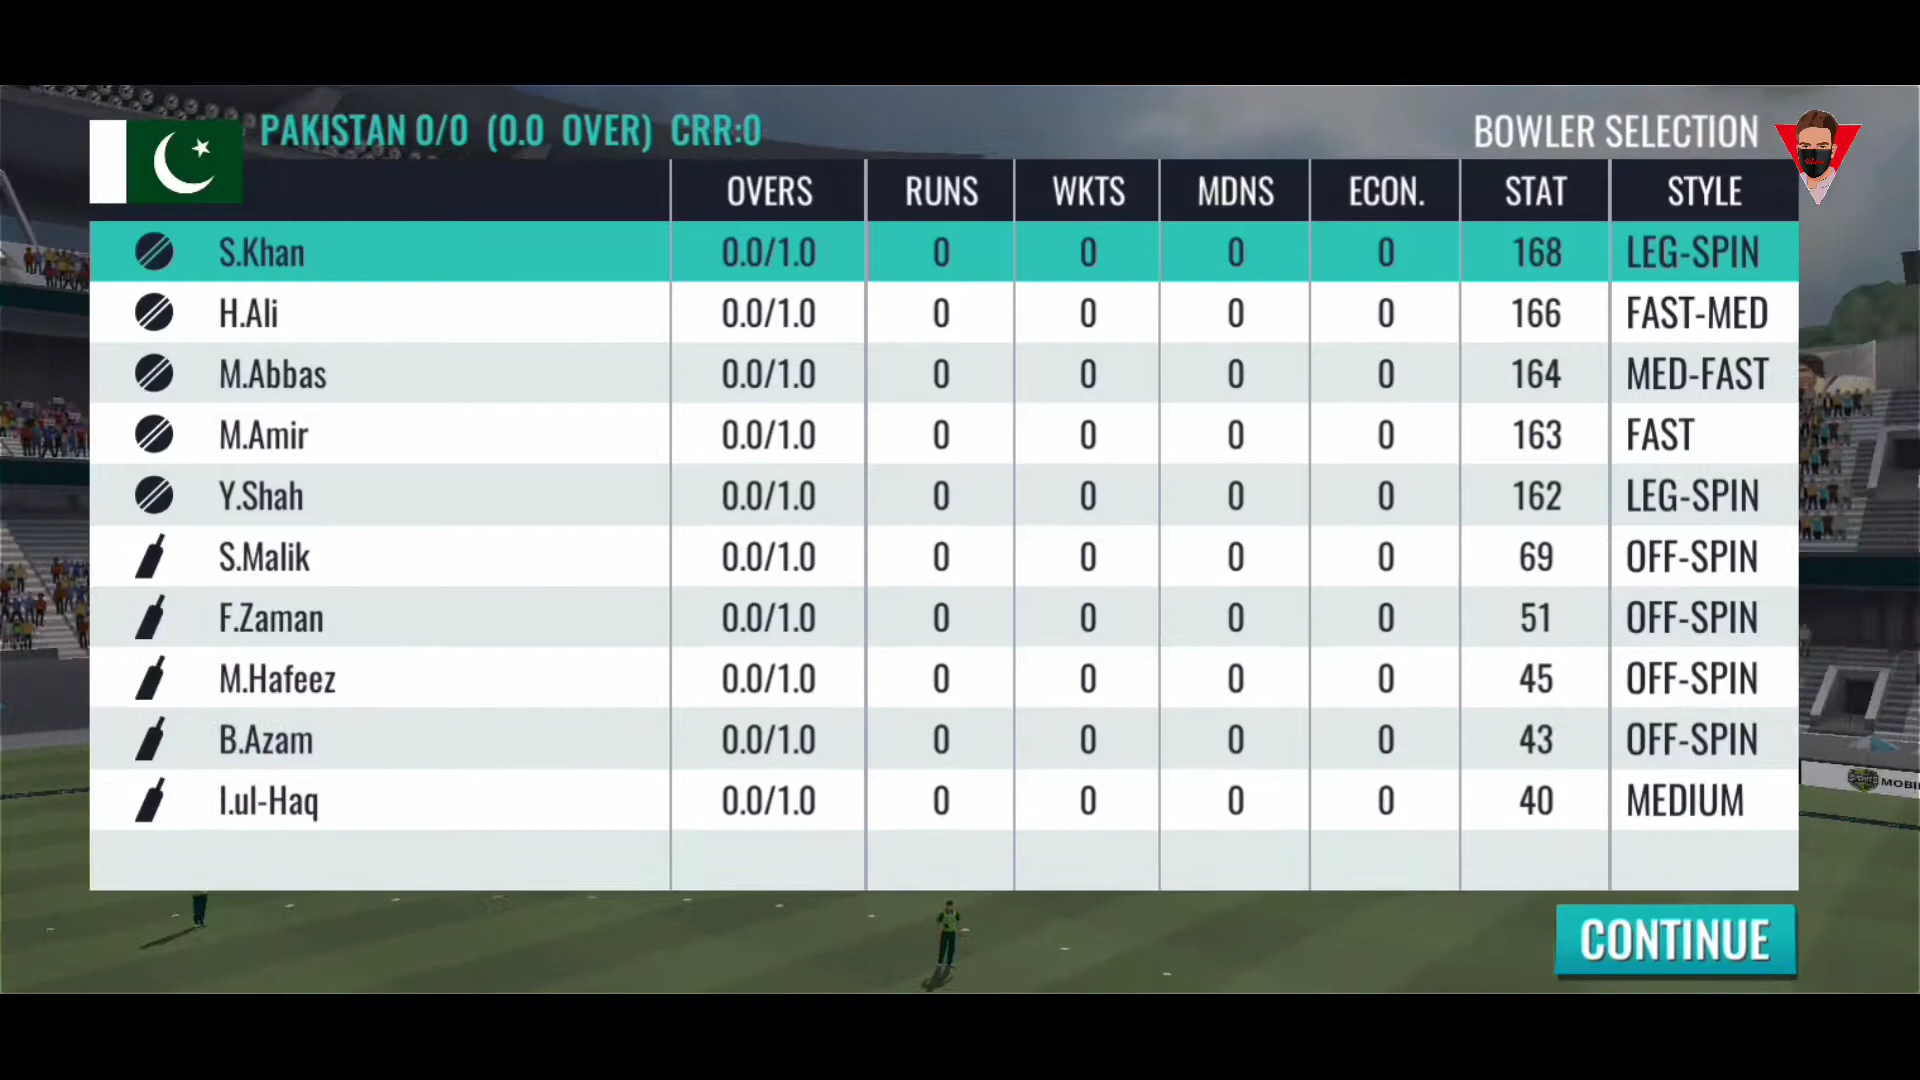 PAKISTAN 0/0 (0.0 OVER) CRR:0
BOWLER SELECTION
OVERS RUNS WKTS MDNS ECON. STAT STYLE
S.Khan 0.0/1.0 0 0 0 0 168 LEG-SPIN
H.Ali 0.0/1.0 0 0 0 0 166 FAST-MED
M.Abbas 0.0/1.0 0 0 0 0 164 MED-FAST
M.Amir 0.0/1.0 0 0 0 0 163 FAST
Y.Shah 0.0/1.0 0 0 0 0 162 LEG-SPIN
S.Malik 0.0/1.0 0 0 0 0 69 OFF-SPIN
F.Zaman 0.0/1.0 0 0 0 0 51 OFF-SPIN
M.Hafeez 0.0/1.0 0 0 0 0 45 OFF-SPIN
B.Azam 0.0/1.0 0 0 0 0 43 OFF-SPIN
I.ul-Haq 0.0/1.0 0 0 0 0 40 MEDIUM
MOBI
CONTINUE